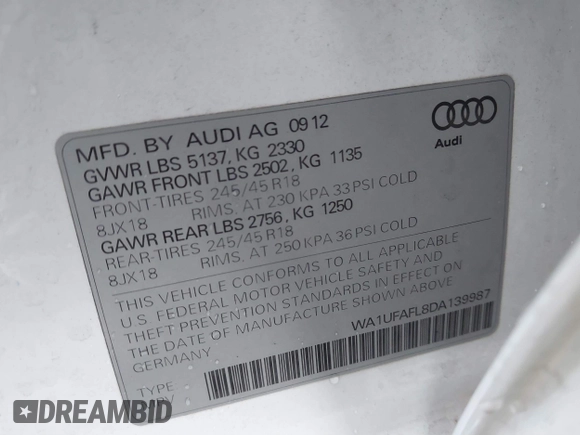 MFD. BY AUDI AG 09 12
GVWR LBS 5137, KG 2330
GAWR FRONT LBS 2502, KG 1135
FRONT-TIRES 245/45 R18
8JX18 RIMS. AT 230 KPA 33 PSI COLD
GAWR REAR LBS 2756, KG 1250
REAR-TIRES 245/45 R18
8JX18 RIMS. AT 250 KPA 36 PSI COLD
Audi
THIS VEHICLE CONFORMS TO ALL APPLICABLE
U.S. FEDERAL MOTOR VEHICLE SAFETY AND
THEFT PREVENTION STANDARDS IN EFFECT ON
THE DATE OF MANUFACTURE SHOWN ABOVE.
GERMANY
WA1UFAFL8DA139987
TYPE
DREAMBID